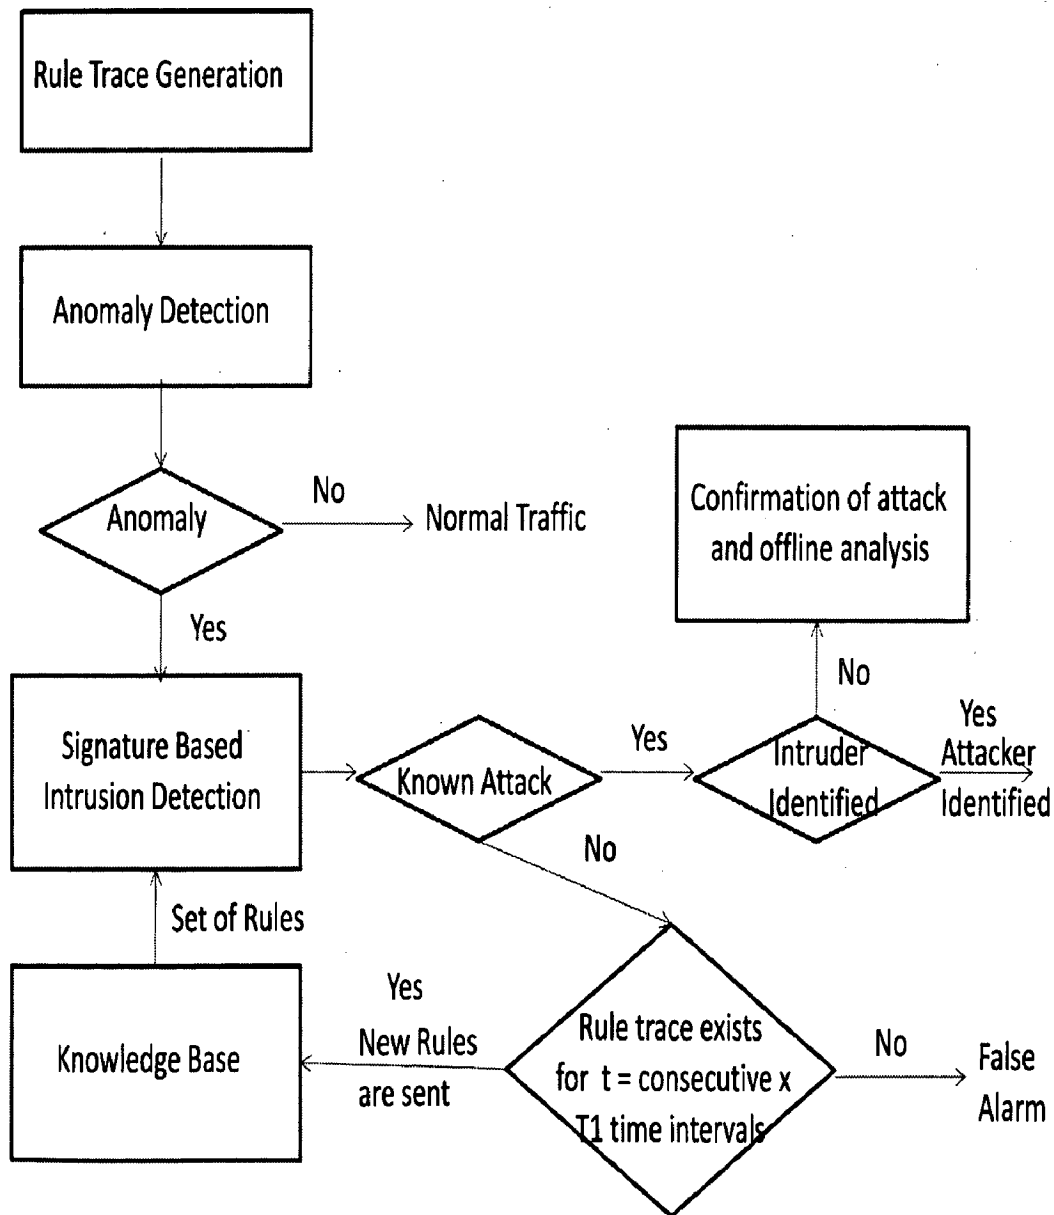 Rule Trace Generation
Anomaly Detection
Anomaly
No
Normal Traffic
Yes
Confirmation of attack
and offline analysis
No
Signature Based
Intrusion Detection
Known Attack
Yes
Intruder
Identified
Yes
Attacker
Identified
No
Set of Rules
Knowledge Base
Yes
New Rules
are sent
Rule trace exists
for t = consecutive x
T1 time intervals
No
False
Alarm